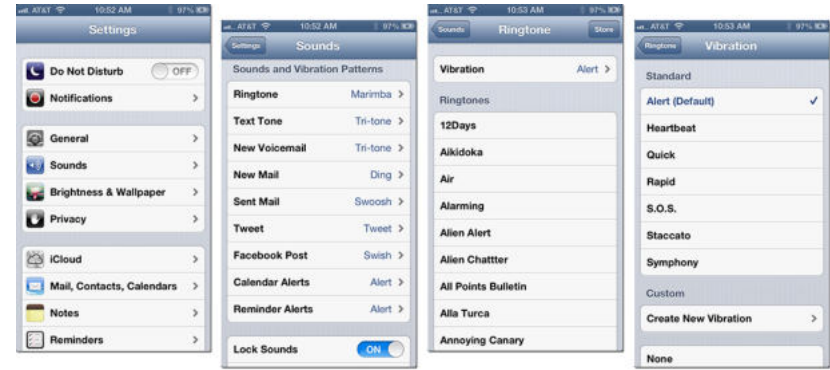 AT&T 10:52 AM 97%
Settings
Do Not Disturb OFF
Notifications
General
Sounds
Brightness & Wallpaper
Privacy
iCloud
Mail, Contacts, Calendars
Notes
Reminders
AT&T 10:52 AM 97%
Settings Sounds
Sounds and Vibration Patterns
Ringtone Marimba
Text Tone Tri-tone
New Voicemail Tri-tone
New Mail Ding
Sent Mail Swoosh
Tweet Tweet
Facebook Post Swish
Calendar Alerts Alert
Reminder Alerts Alert
Lock Sounds ON
AT&T 10:53 AM 97%
Sounds Ringtone Store
Vibration Alert
Ringtones
12Days
Aikidoka
Air
Alarming
Alien Alert
Alien Chattter
All Points Bulletin
Alla Turca
Annoying Canary
AT&T 10:53 AM 97%
Ringtone Vibration
Standard
Alert (Default)
Heartbeat
Quick
Rapid
S.O.S.
Staccato
Symphony
Custom
Create New Vibration
None